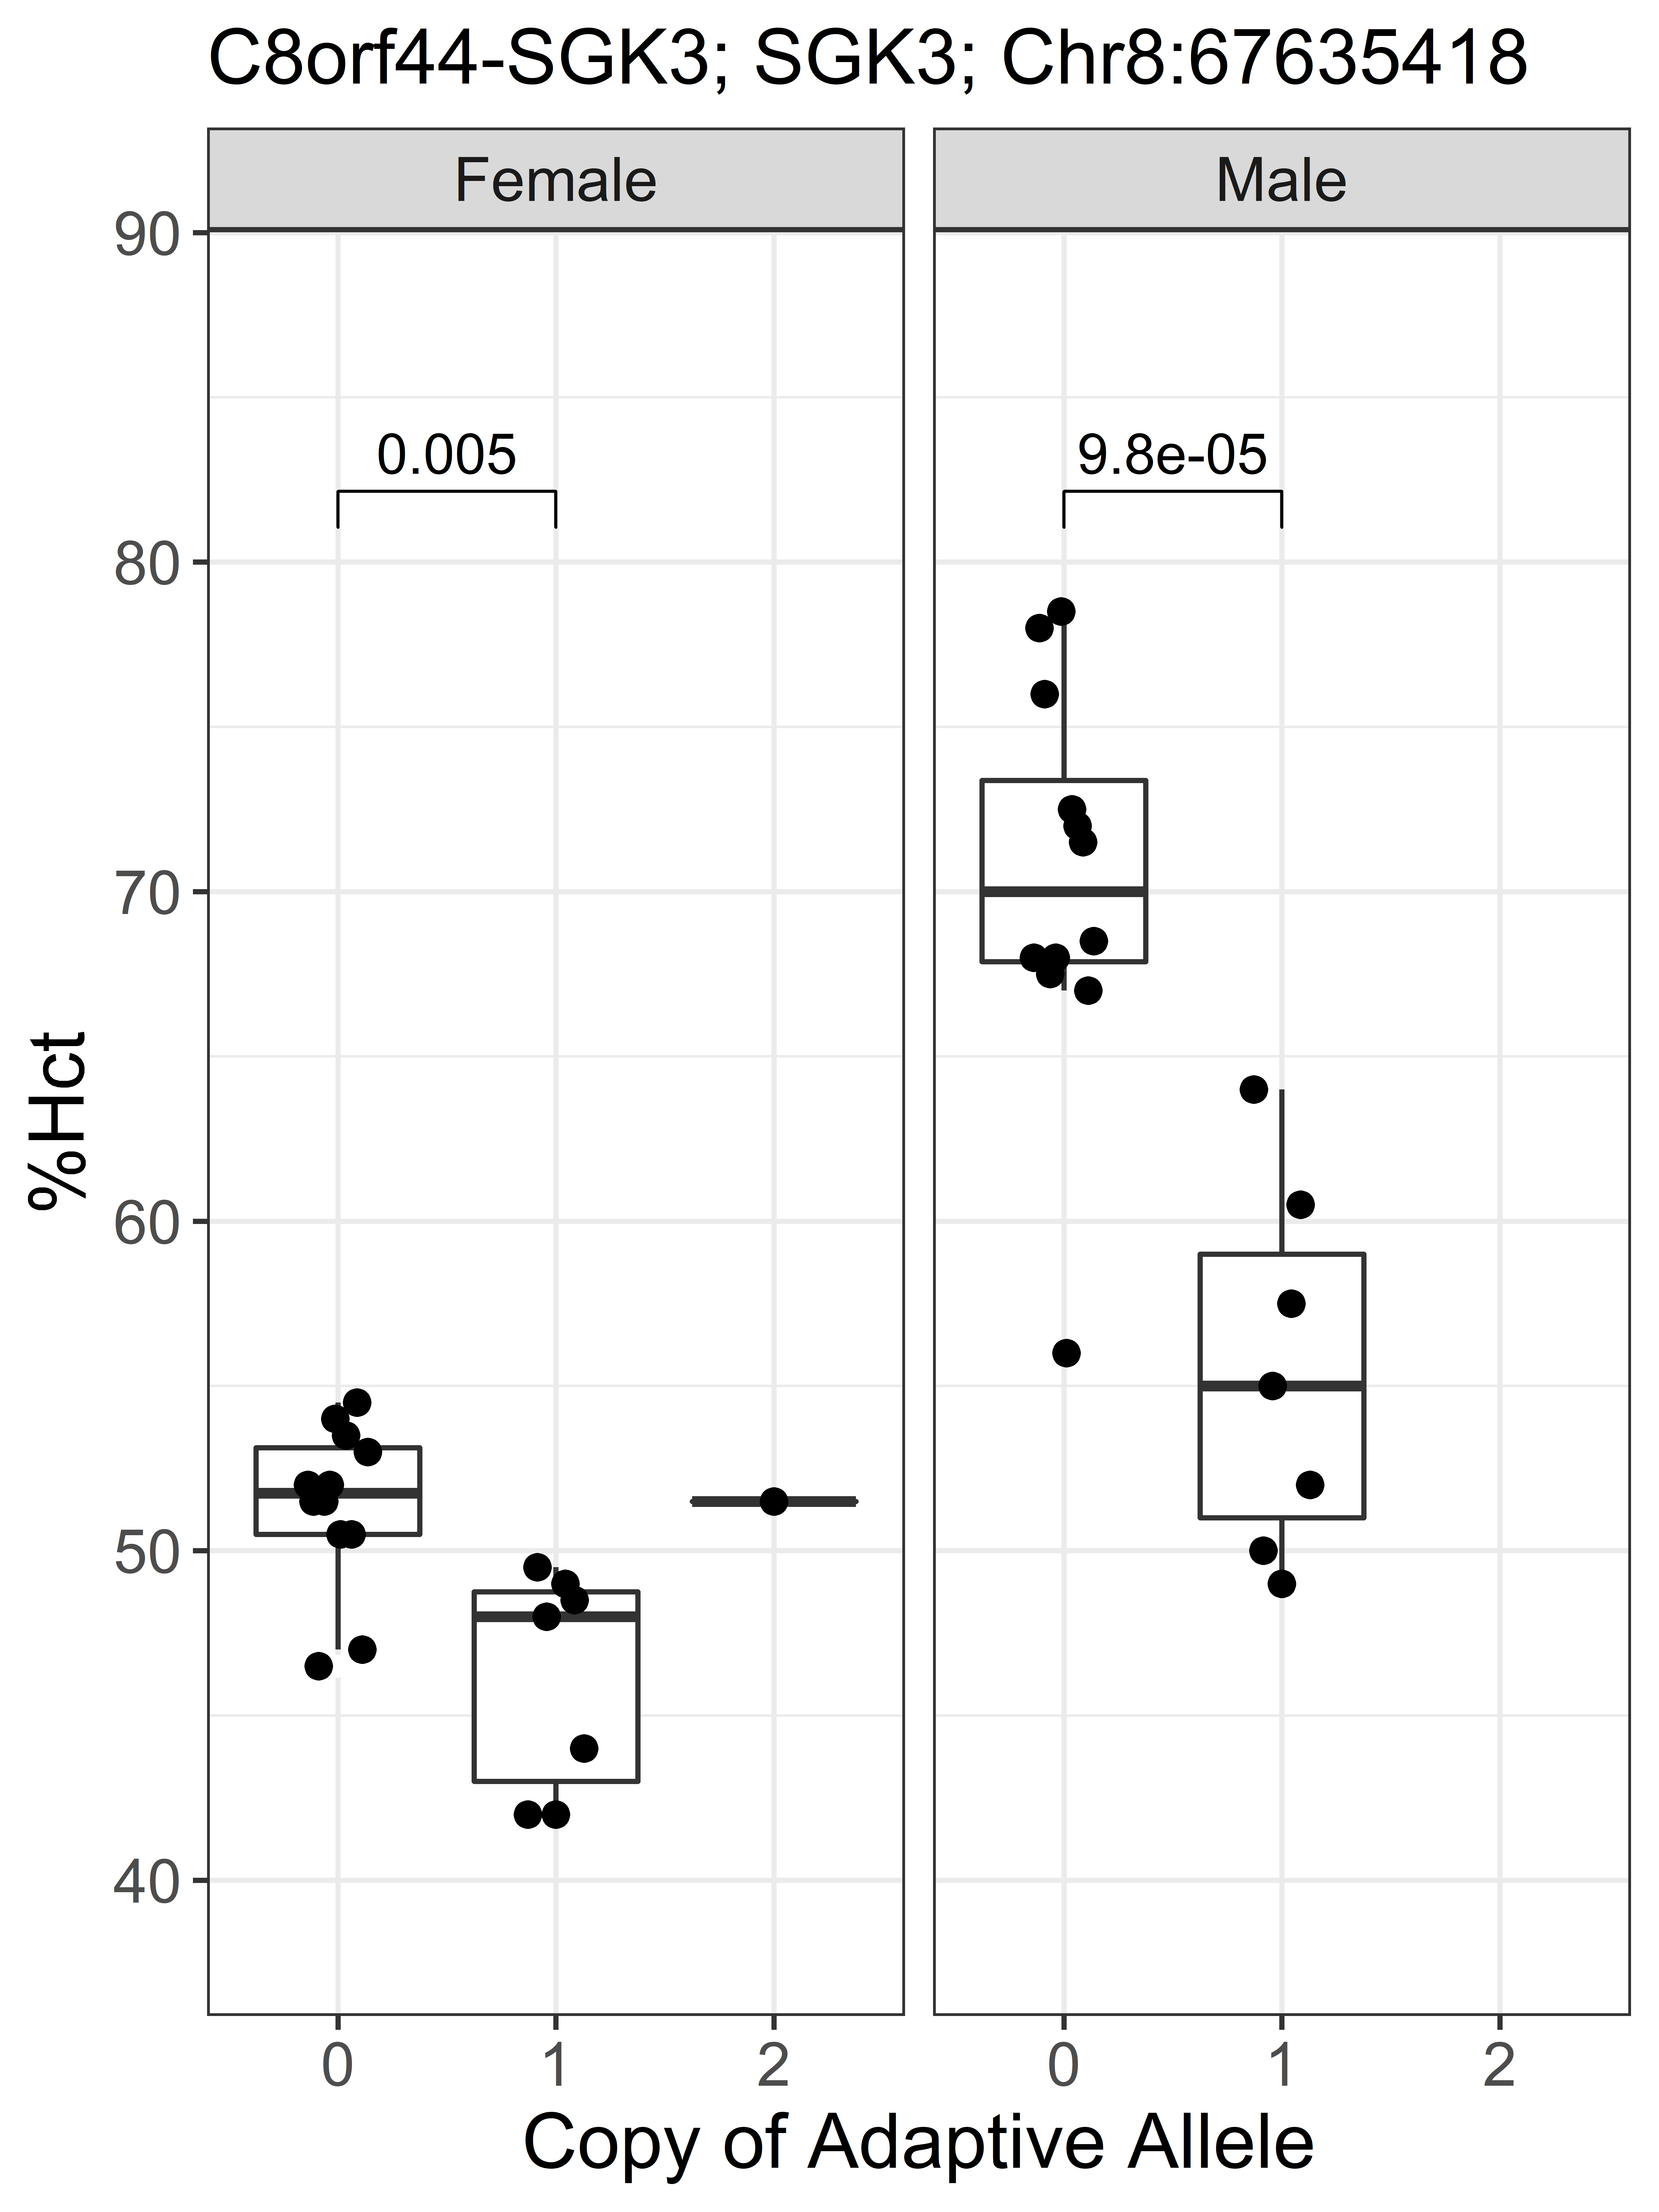 C8orf44-SGK3; SGK3; Chr8:67635418
Female
Male
90
80
70
60
50
40
%Hct
0.005
9.8e-05
0 1 2
0 1 2
Copy of Adaptive Allele